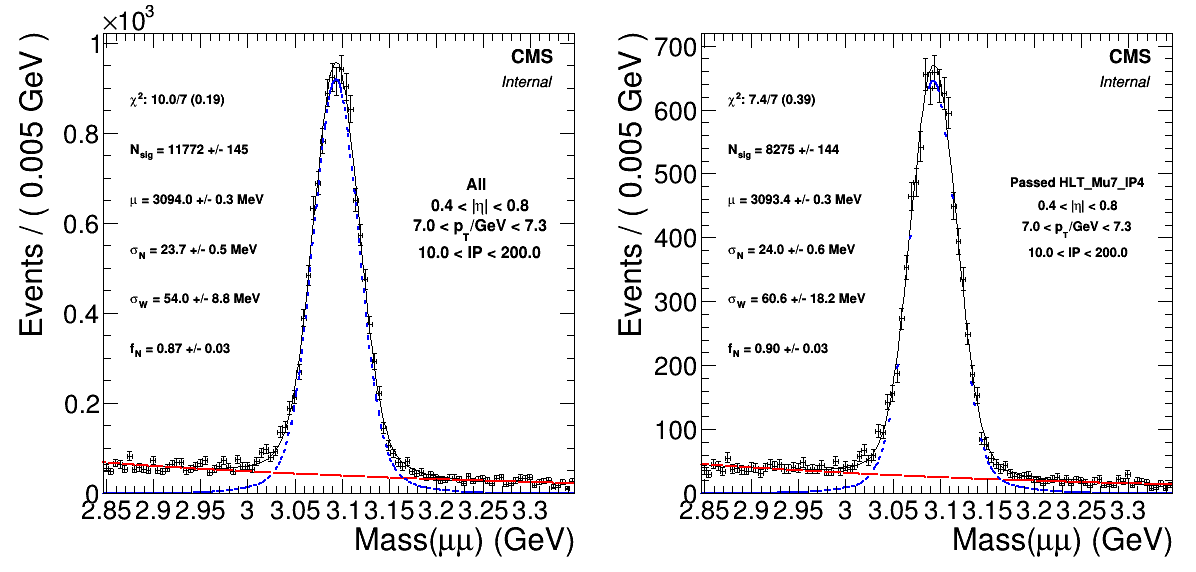 ×10³
Events / ( 0.005 GeV )
1
0.8
0.6
0.4
0.2
0
CMS
Internal
χ²: 10.0/7 (0.19)
N_sig = 11772 +/- 145
μ = 3094.0 +/- 0.3 MeV
σ_N = 23.7 +/- 0.5 MeV
σ_W = 54.0 +/- 8.8 MeV
f_N = 0.87 +/- 0.03
All
0.4 < |η| < 0.8
7.0 < p_T/GeV < 7.3
10.0 < IP < 200.0
2.85 2.9 2.95 3 3.05 3.1 3.15 3.2 3.25 3.3
Mass(μμ) (GeV)
Events / ( 0.005 GeV )
700
600
500
400
300
200
100
0
CMS
Internal
χ²: 7.4/7 (0.39)
N_sig = 8275 +/- 144
μ = 3093.4 +/- 0.3 MeV
σ_N = 24.0 +/- 0.6 MeV
σ_W = 60.6 +/- 18.2 MeV
f_N = 0.90 +/- 0.03
Passed HLT_Mu7_IP4
0.4 < |η| < 0.8
7.0 < p_T/GeV < 7.3
10.0 < IP < 200.0
2.85 2.9 2.95 3 3.05 3.1 3.15 3.2 3.25 3.3
Mass(μμ) (GeV)